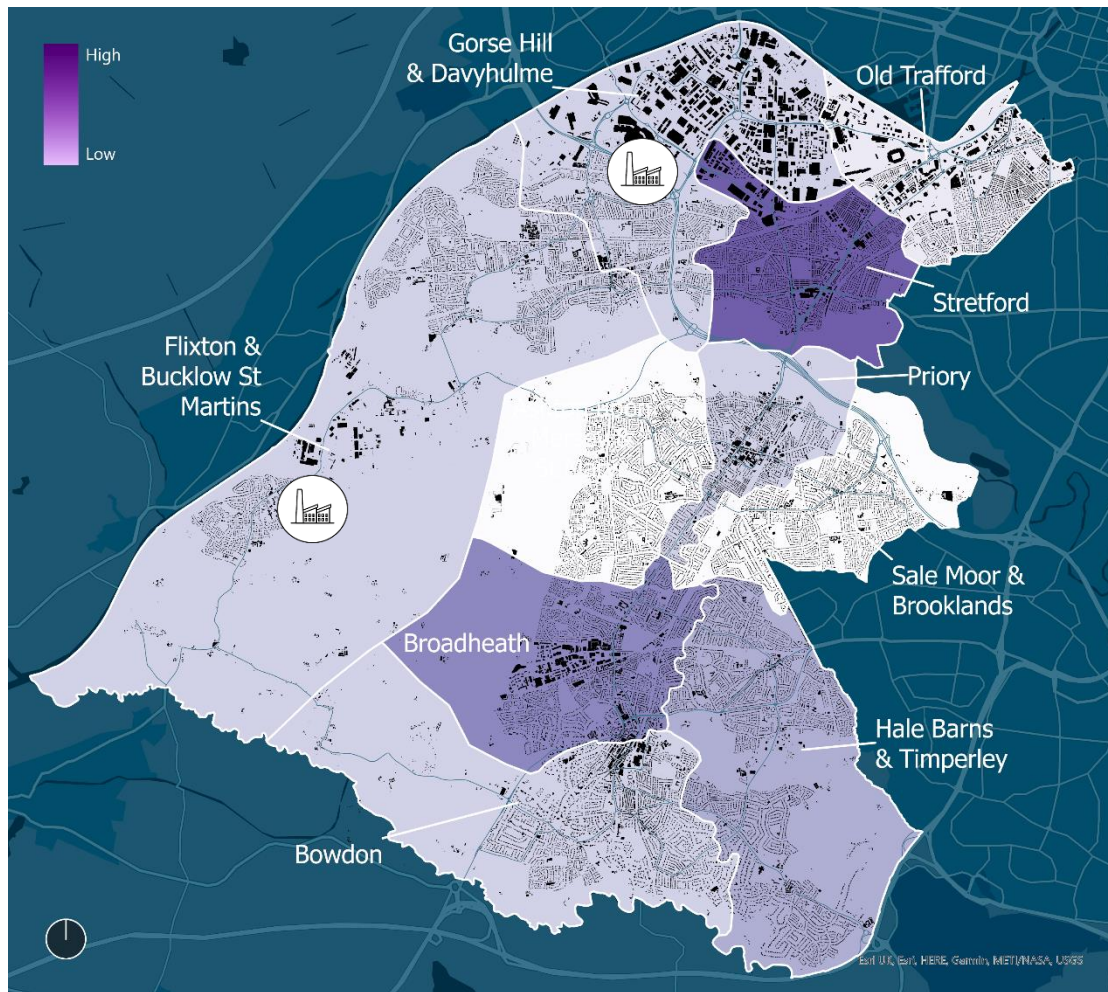 High
Low
Gorse Hill
& Davyhulme
Old Trafford
Stretford
Flixton &
Bucklow St
Martins
Priory
Sale Moor &
Brooklands
Broadheath
Hale Barns
& Timperley
Bowdon
Esri UK, Esri, HERE, Garmin, METI/NASA, USGS